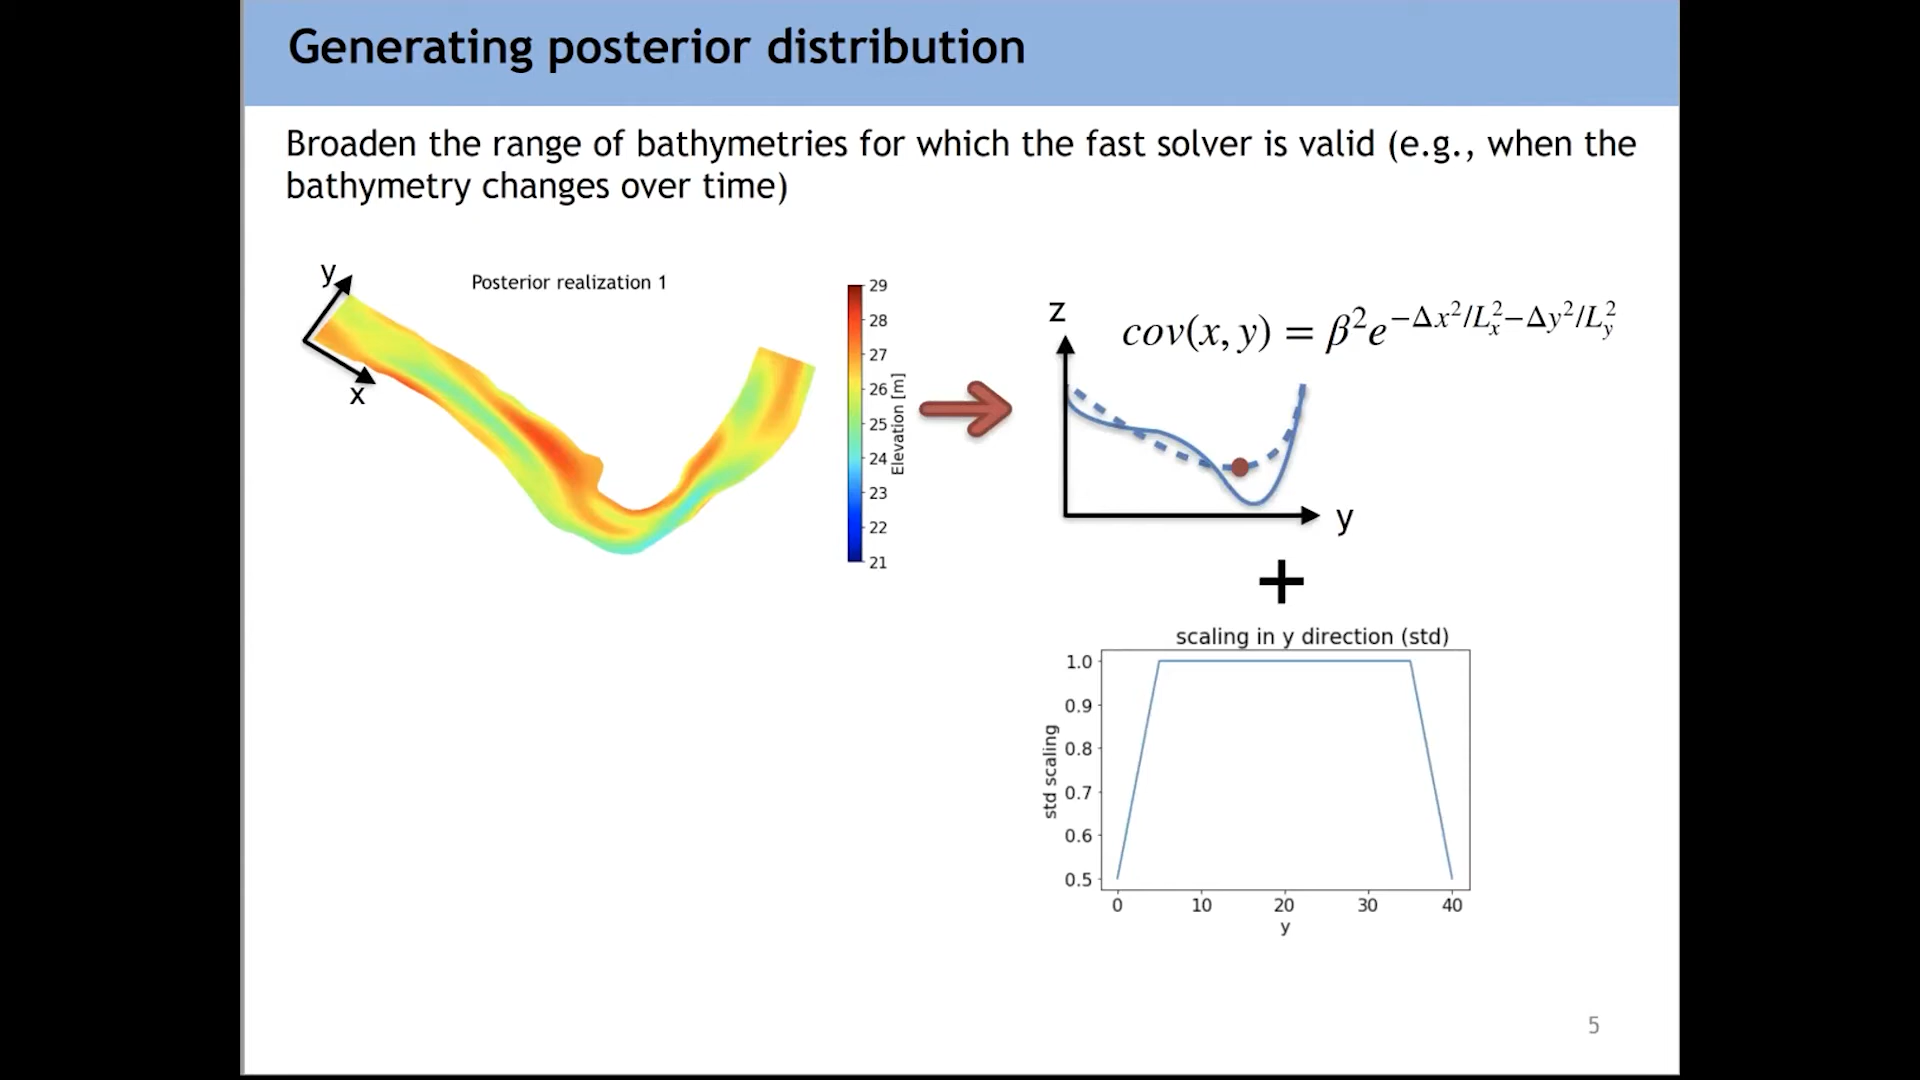 Generating posterior distribution
Broaden the range of bathymetries for which the fast solver is valid (e.g., when the
bathymetry changes over time)
y
x
Posterior realization 1
29
28
27
26
25
24
23
22
21
Elevation [m]
z
cov(x, y) = β²e^{−Δx²/L_x²−Δy²/L_y²}
y
+
scaling in y direction (std)
std scaling
1.0
0.9
0.8
0.7
0.6
0.5
0 10 20 30 40
y
5